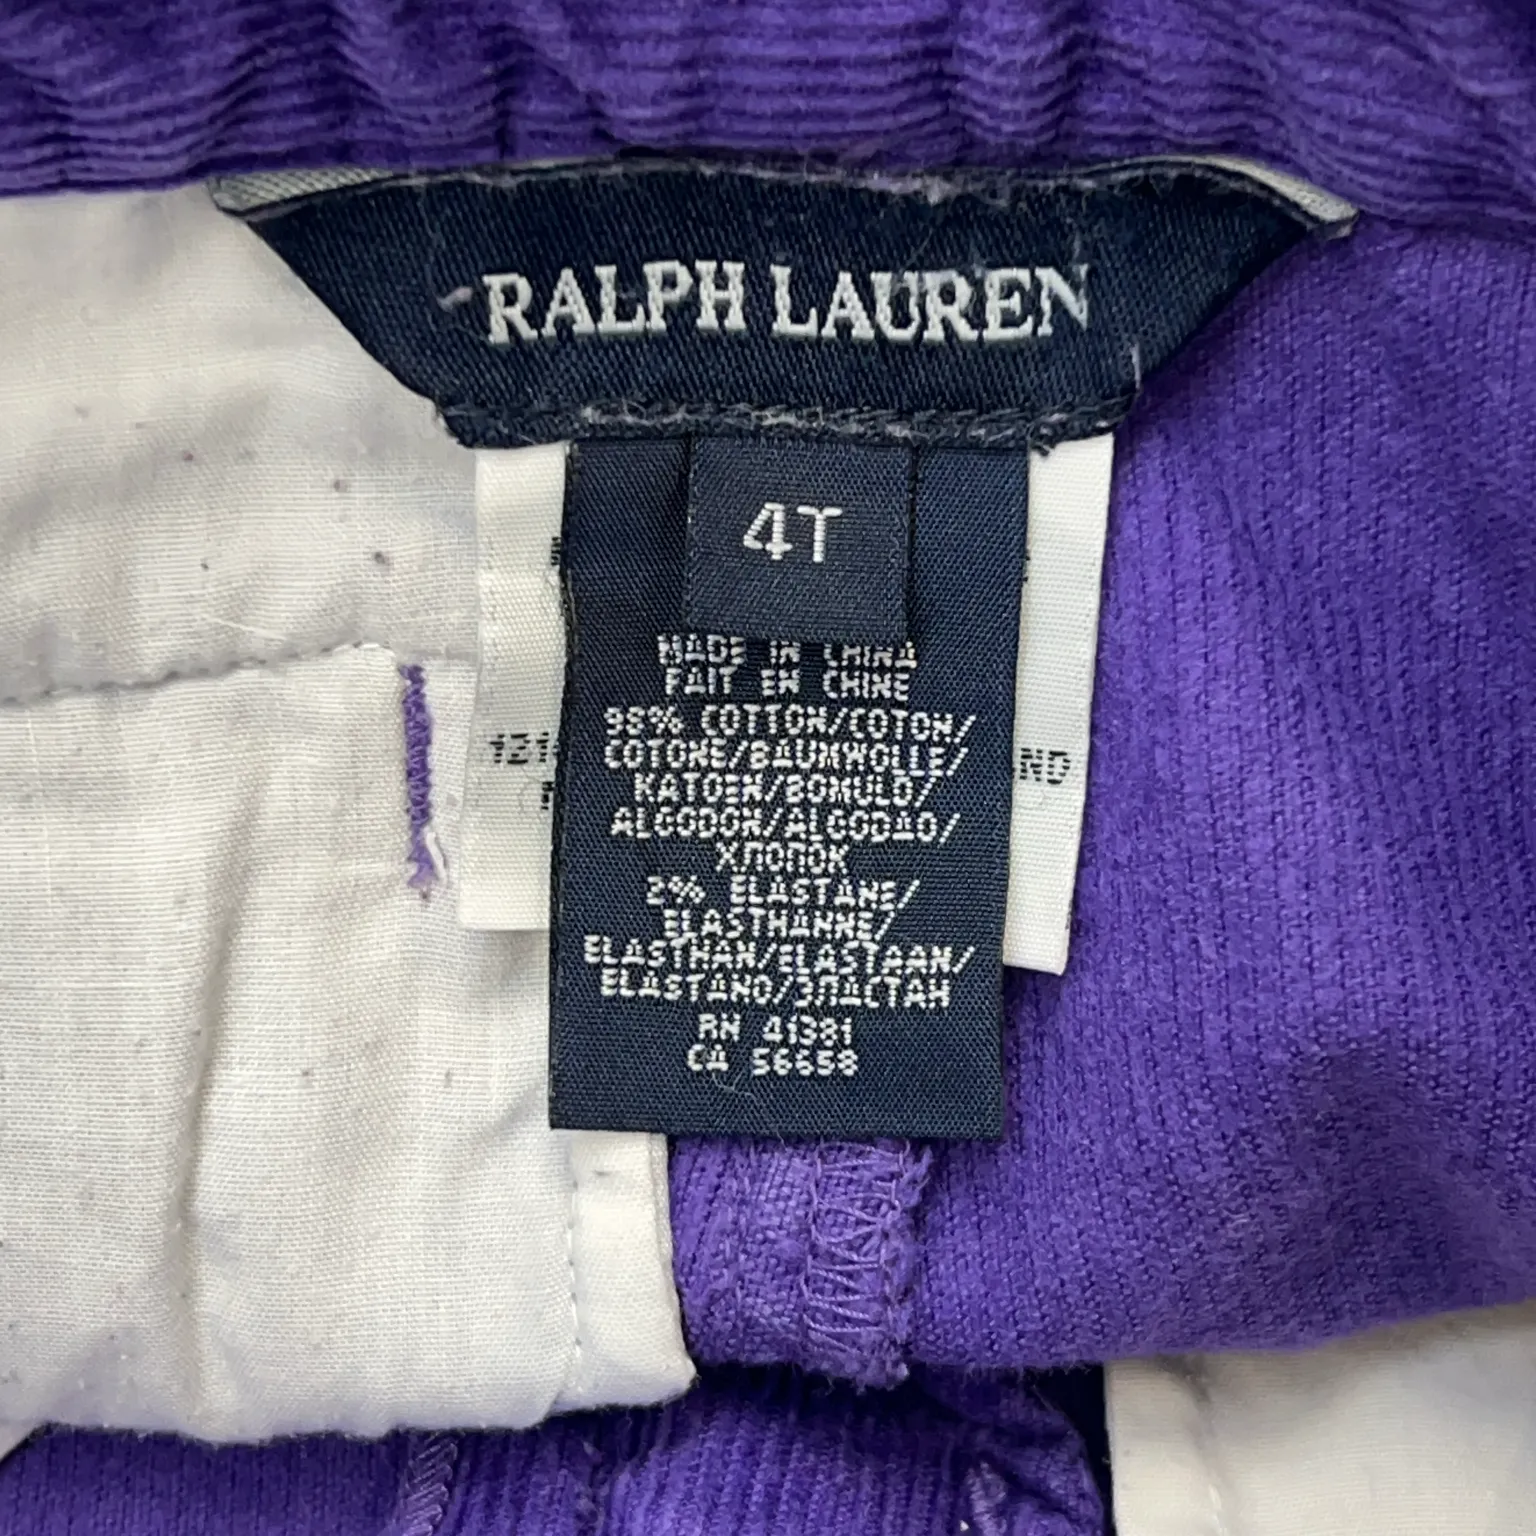 RALPH LAUREN
4T
MADE IN CHINA
FAIT EN CHINE
98% COTTON/COTON/
COTONE/BAUMWOLLE/
KATOEN/BOMULD/
ALGODON/ALGODAO/
ХЛОПОК
2% ELASTANE/
ELASTHANNE/
ELASTHAN/ELASTAAN/
ELASTANO/ЭЛАСТАН
RN 41381
CA 56658